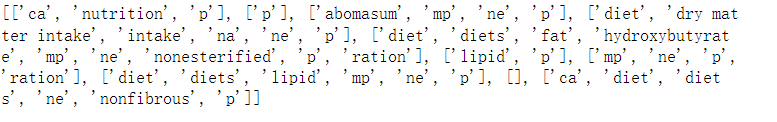 [['ca', 'nutrition', 'p'], ['p'], ['abomasum', 'mp', 'ne', 'p'], ['diet', 'dry mat
ter intake', 'intake', 'na', 'ne', 'p'], ['diet', 'diets', 'fat', 'hydroxybutyrat
e', 'mp', 'ne', 'nonesterified', 'p', 'ration'], ['lipid', 'p'], ['mp', 'ne', 'p',
'ration'], ['diet', 'diets', 'lipid', 'mp', 'ne', 'p'], [], ['ca', 'diet', 'diet
s', 'ne', 'nonfibrous', 'p']]